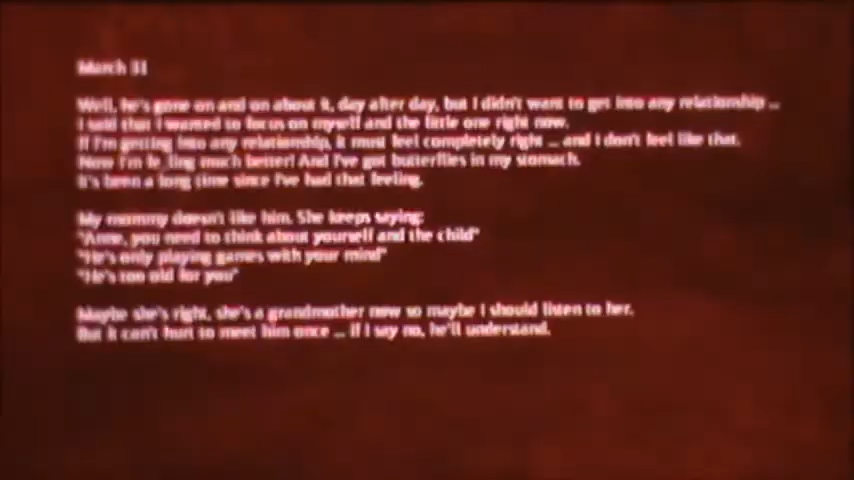 March 31
Well, he's gone on and on about it, day after day, but I didn't want to get into any relationship ...
I said that I wanted to focus on myself and the little one right now.
If I'm getting into any relationship, it must feel completely right ... and I don't feel like that.
Now I'm fe_ling much better! And I've got butterflies in my stomach.
It's been a long time since I've had that feeling.
My mommy doesn't like him. She keeps saying:
"Anne, you need to think about yourself and the child"
"He's only playing games with your mind"
"He's too old for you"
Maybe she's right, she's a grandmother now so maybe I should listen to her.
But it can't hurt to meet him once ... if I say no, he'll understand.